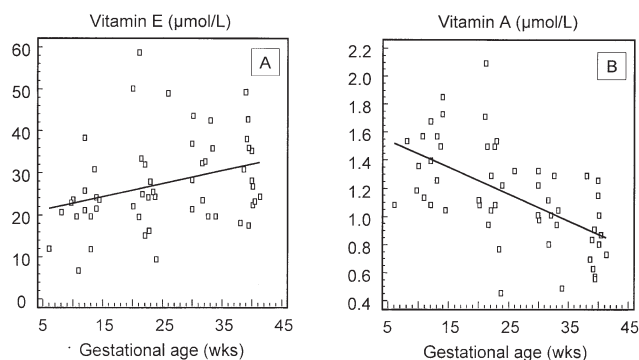 Vitamin E (µmol/L)
A
60
50
40
30
20
10
0
5 15 25 35 45
Gestational age (wks)
Vitamin A (µmol/L)
B
2.2
2.0
1.8
1.6
1.4
1.2
1.0
0.8
0.6
0.4
5 15 25 35 45
Gestational age (wks)